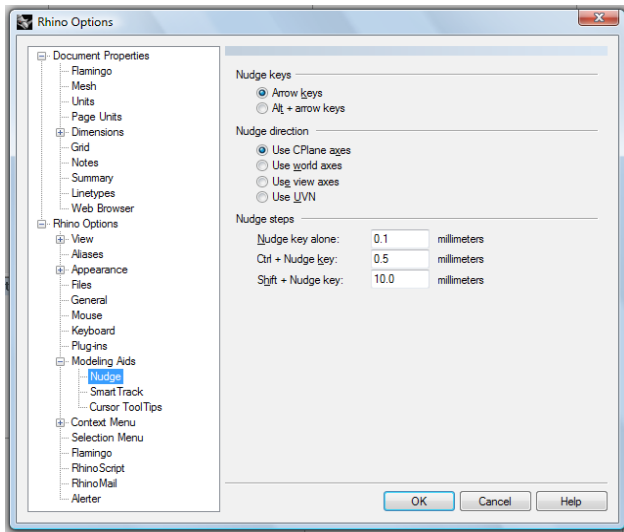 Rhino Options
Document Properties
Flamingo
Mesh
Units
Page Units
Dimensions
Grid
Notes
Summary
Linetypes
Web Browser
Rhino Options
View
Aliases
Appearance
Files
General
Mouse
Keyboard
Plug-ins
Modeling Aids
Nudge
SmartTrack
Cursor ToolTips
Context Menu
Selection Menu
Flamingo
RhinoScript
RhinoMail
Alerter
Nudge keys
Arrow keys
Alt + arrow keys
Nudge direction
Use CPlane axes
Use world axes
Use view axes
Use UVN
Nudge steps
Nudge key alone: 0.1 millimeters
Ctrl + Nudge key: 0.5 millimeters
Shift + Nudge key: 10.0 millimeters
OK Cancel Help